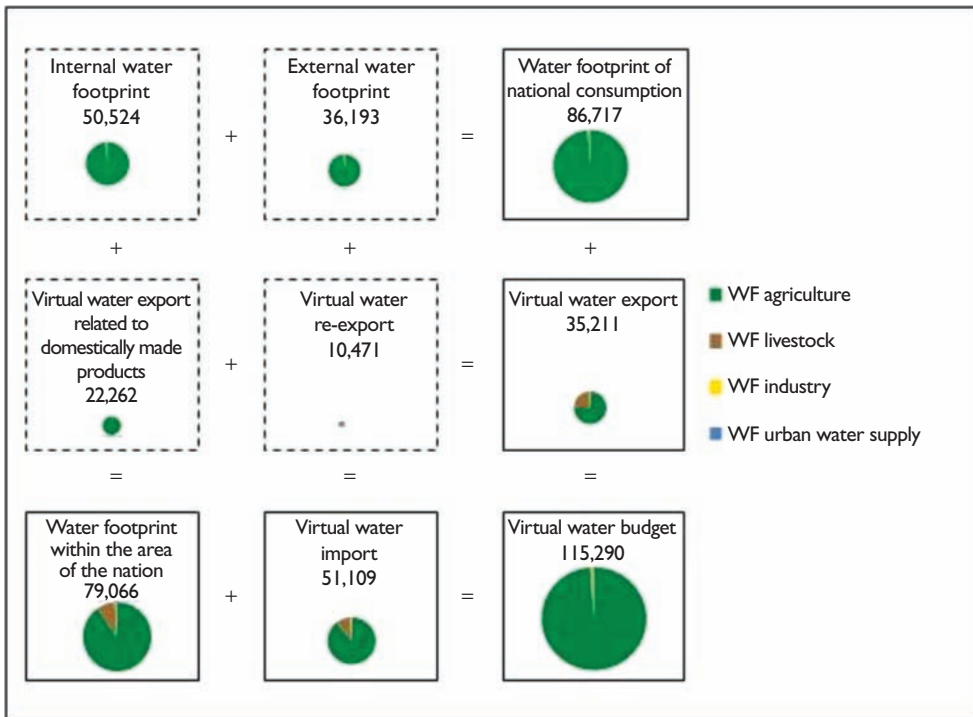 Internal water
footprint
50,524
+
External water
footprint
36,193
=
Water footprint of
national consumption
86,717
+
+
+
Virtual water export
related to
domestically made
products
22,262
+
Virtual water
re-export
10,471
=
Virtual water export
35,211
=
=
=
Water footprint
within the area
of the nation
79,066
+
Virtual water
import
51,109
=
Virtual water budget
115,290
WF agriculture
WF livestock
WF industry
WF urban water supply